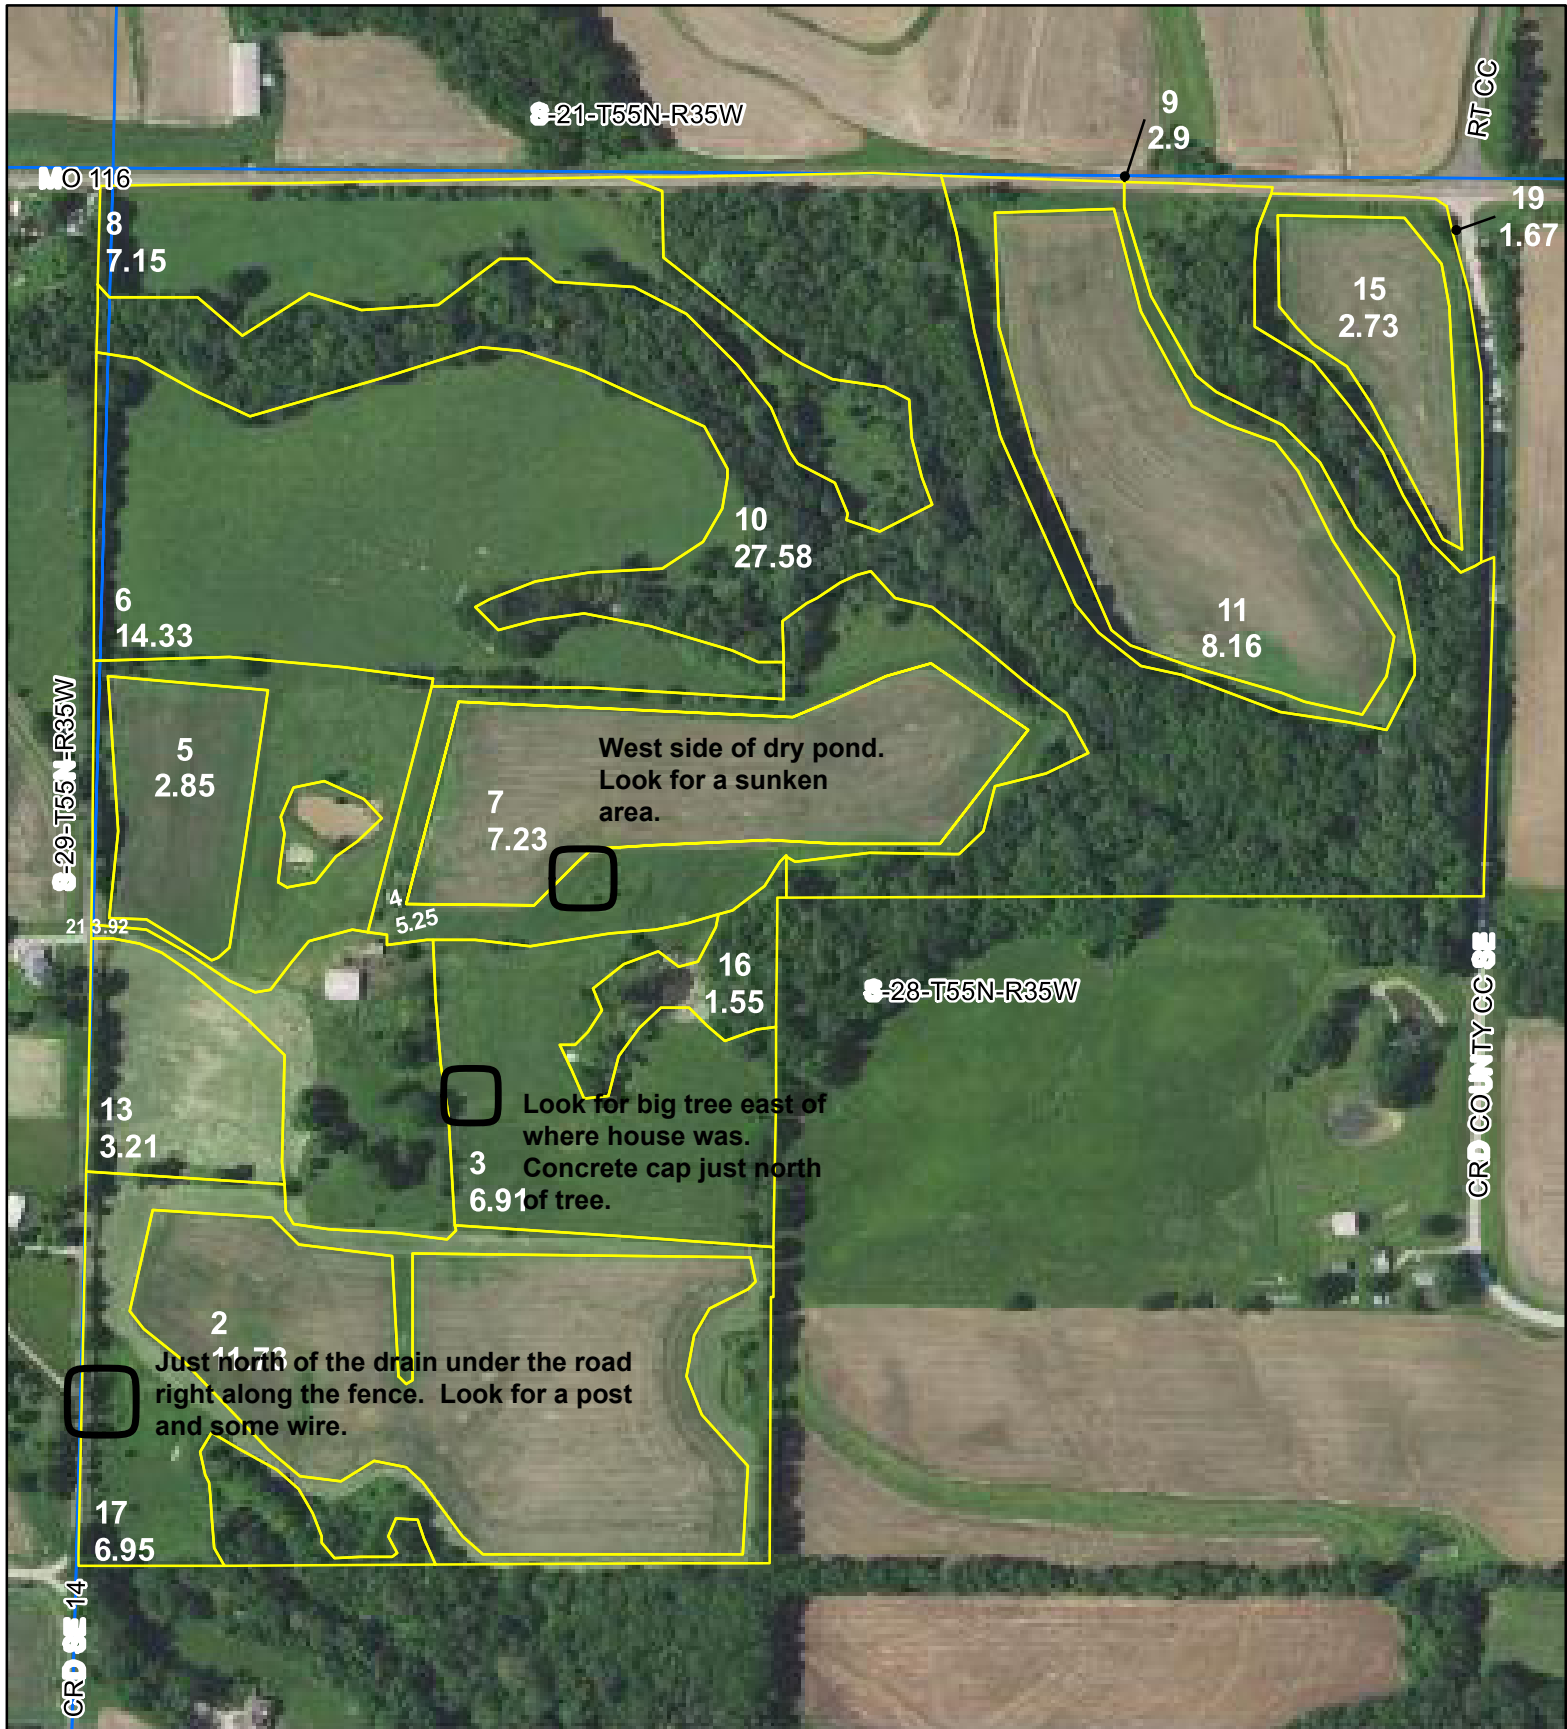 S-21-T55N-R35W
RT CC
9
2.9
MO 116
19
1.67
8
7.15
15
2.73
10
27.58
6
14.33
11
8.16
S-29-T55N-R35W
5
2.85
West side of dry pond.
Look for a sunken
area.
7
7.23
4
5.25
21 3.92
16
1.55
S-28-T55N-R35W
CRD COUNTY CC SE
13
3.21
Look for big tree east of
where house was.
Concrete cap just north
of tree.
3
6.91
2
11.73
Just north of the drain under the road
right along the fence. Look for a post
and some wire.
17
6.95
CRD SE 14